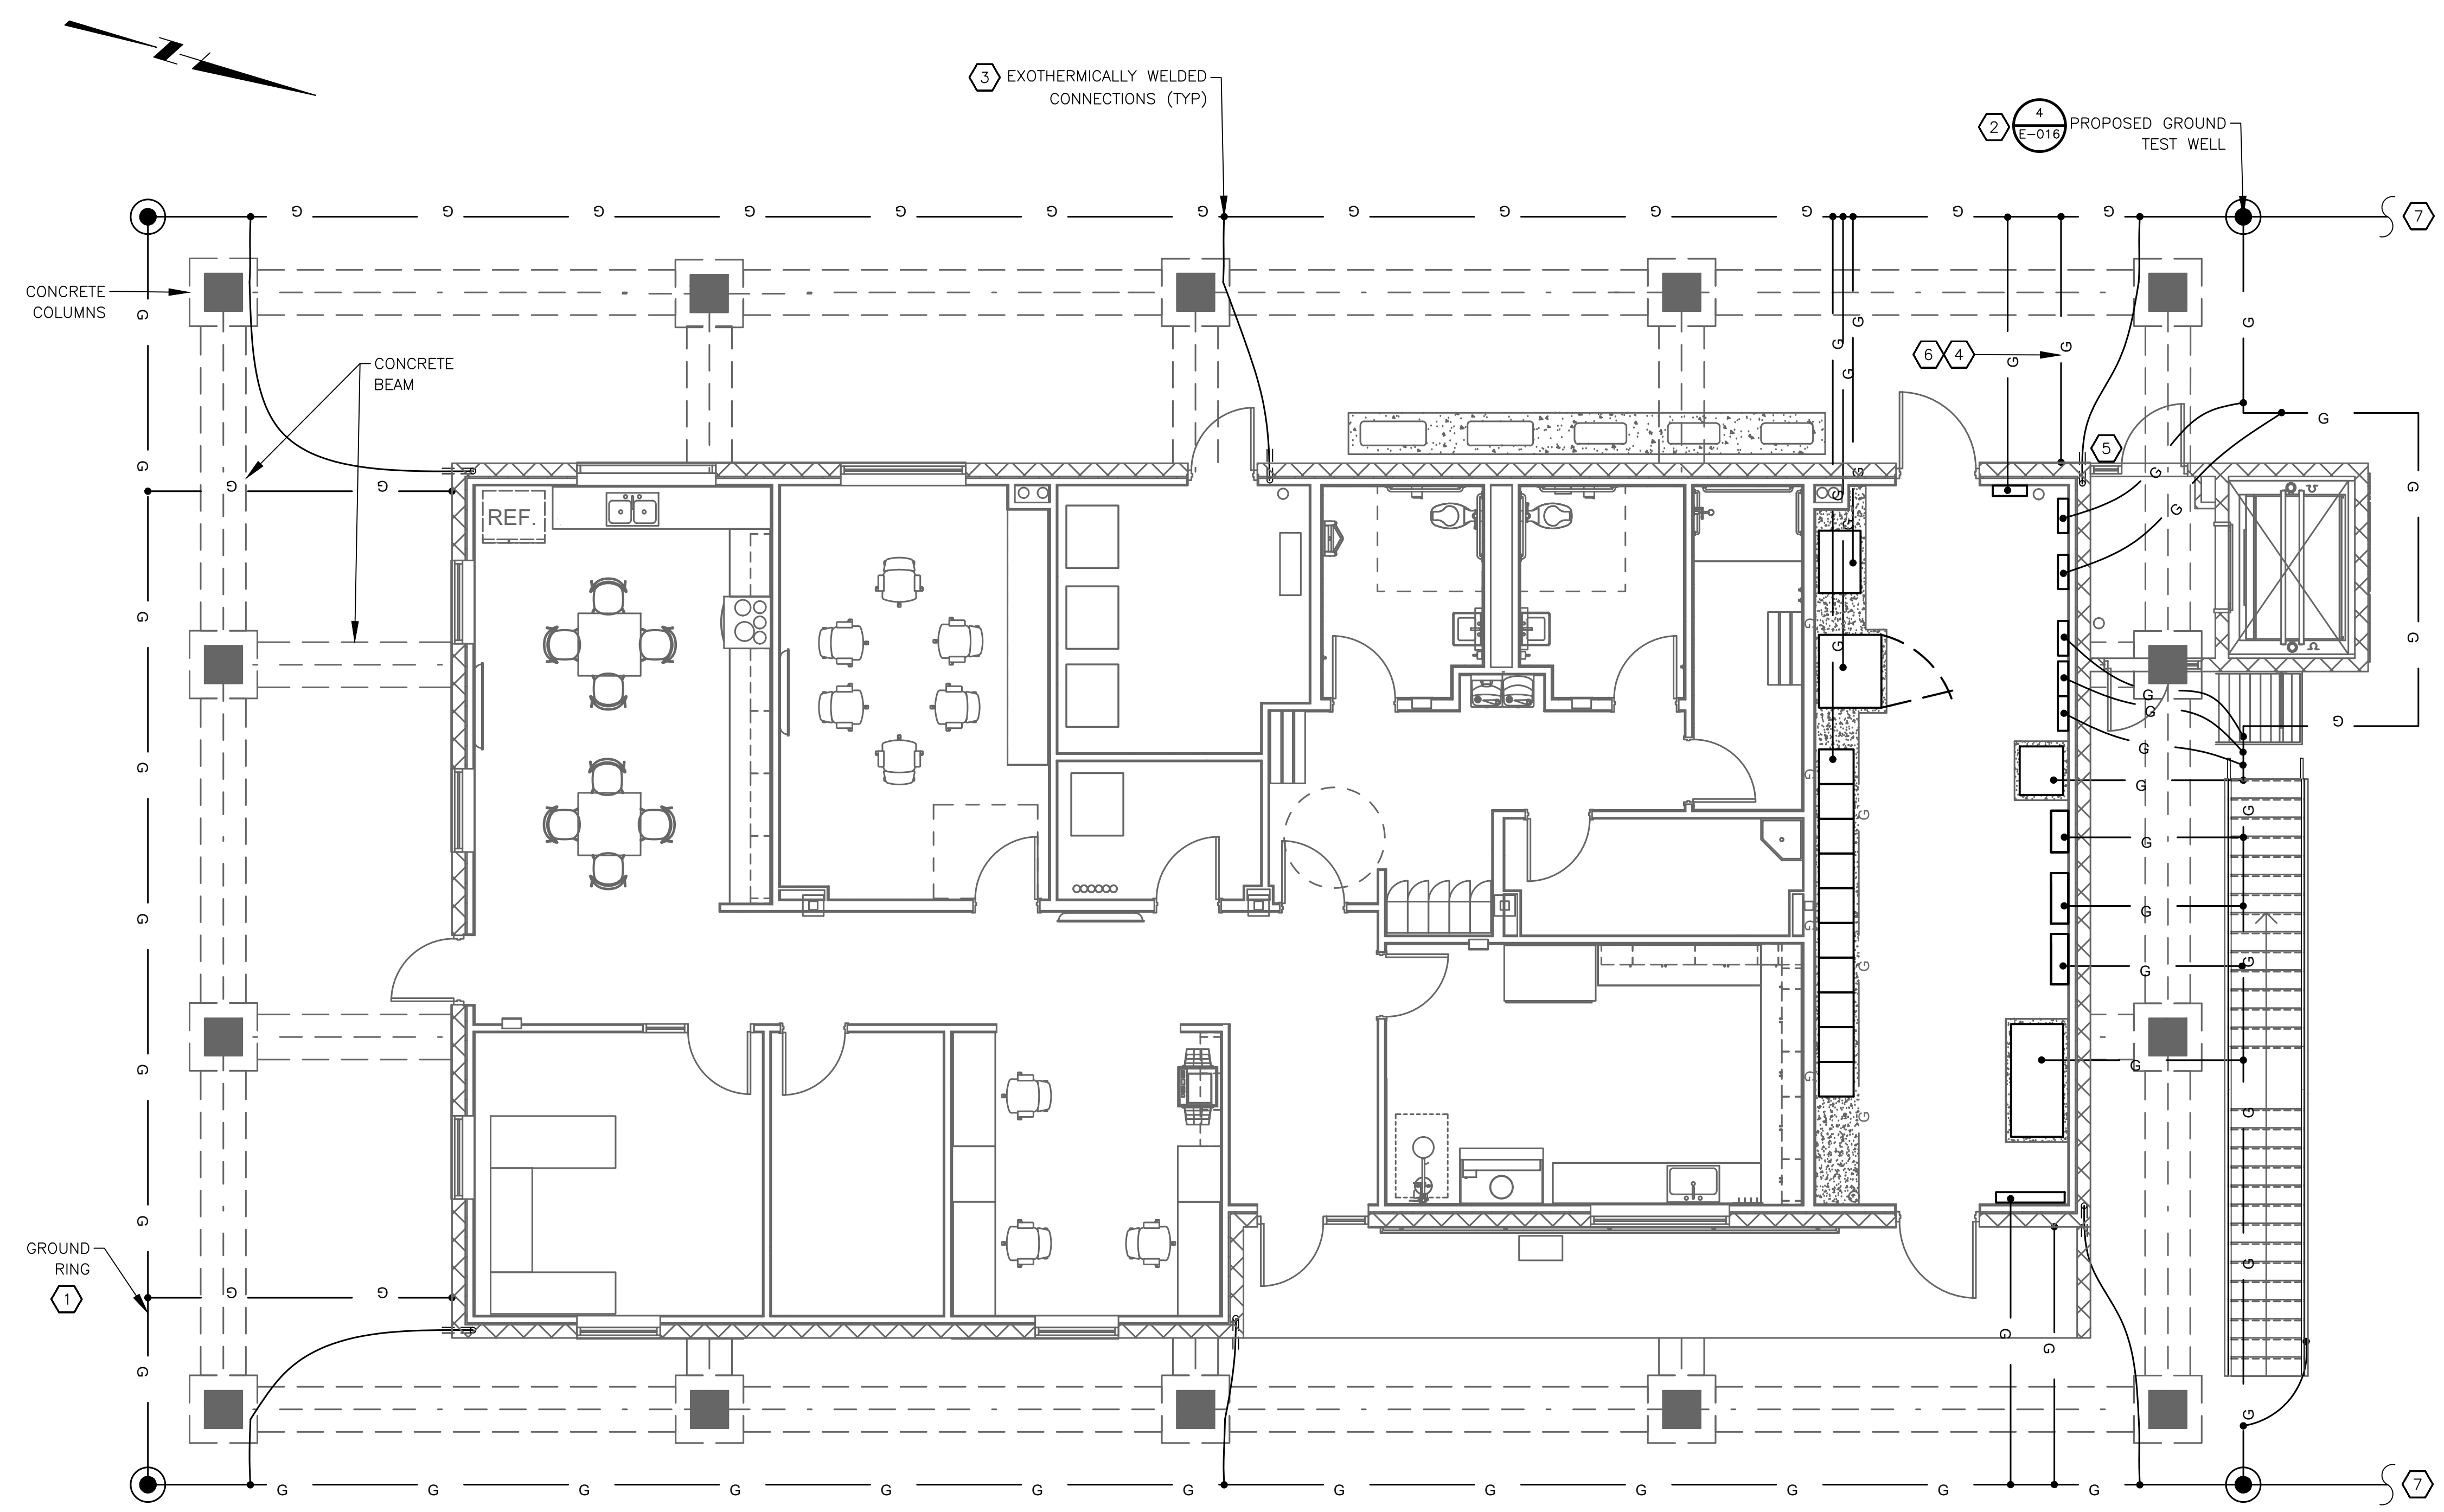 3 EXOTHERMICALLY WELDED
CONNECTIONS (TYP)
2 4 E-016 PROPOSED GROUND
TEST WELL
G G G G G G G G G G G G G
7
CONCRETE
COLUMNS
CONCRETE
BEAM
6 4
5
REF.
G G
GROUND
RING
1
G G
G G G G G G G G G G G G G
7